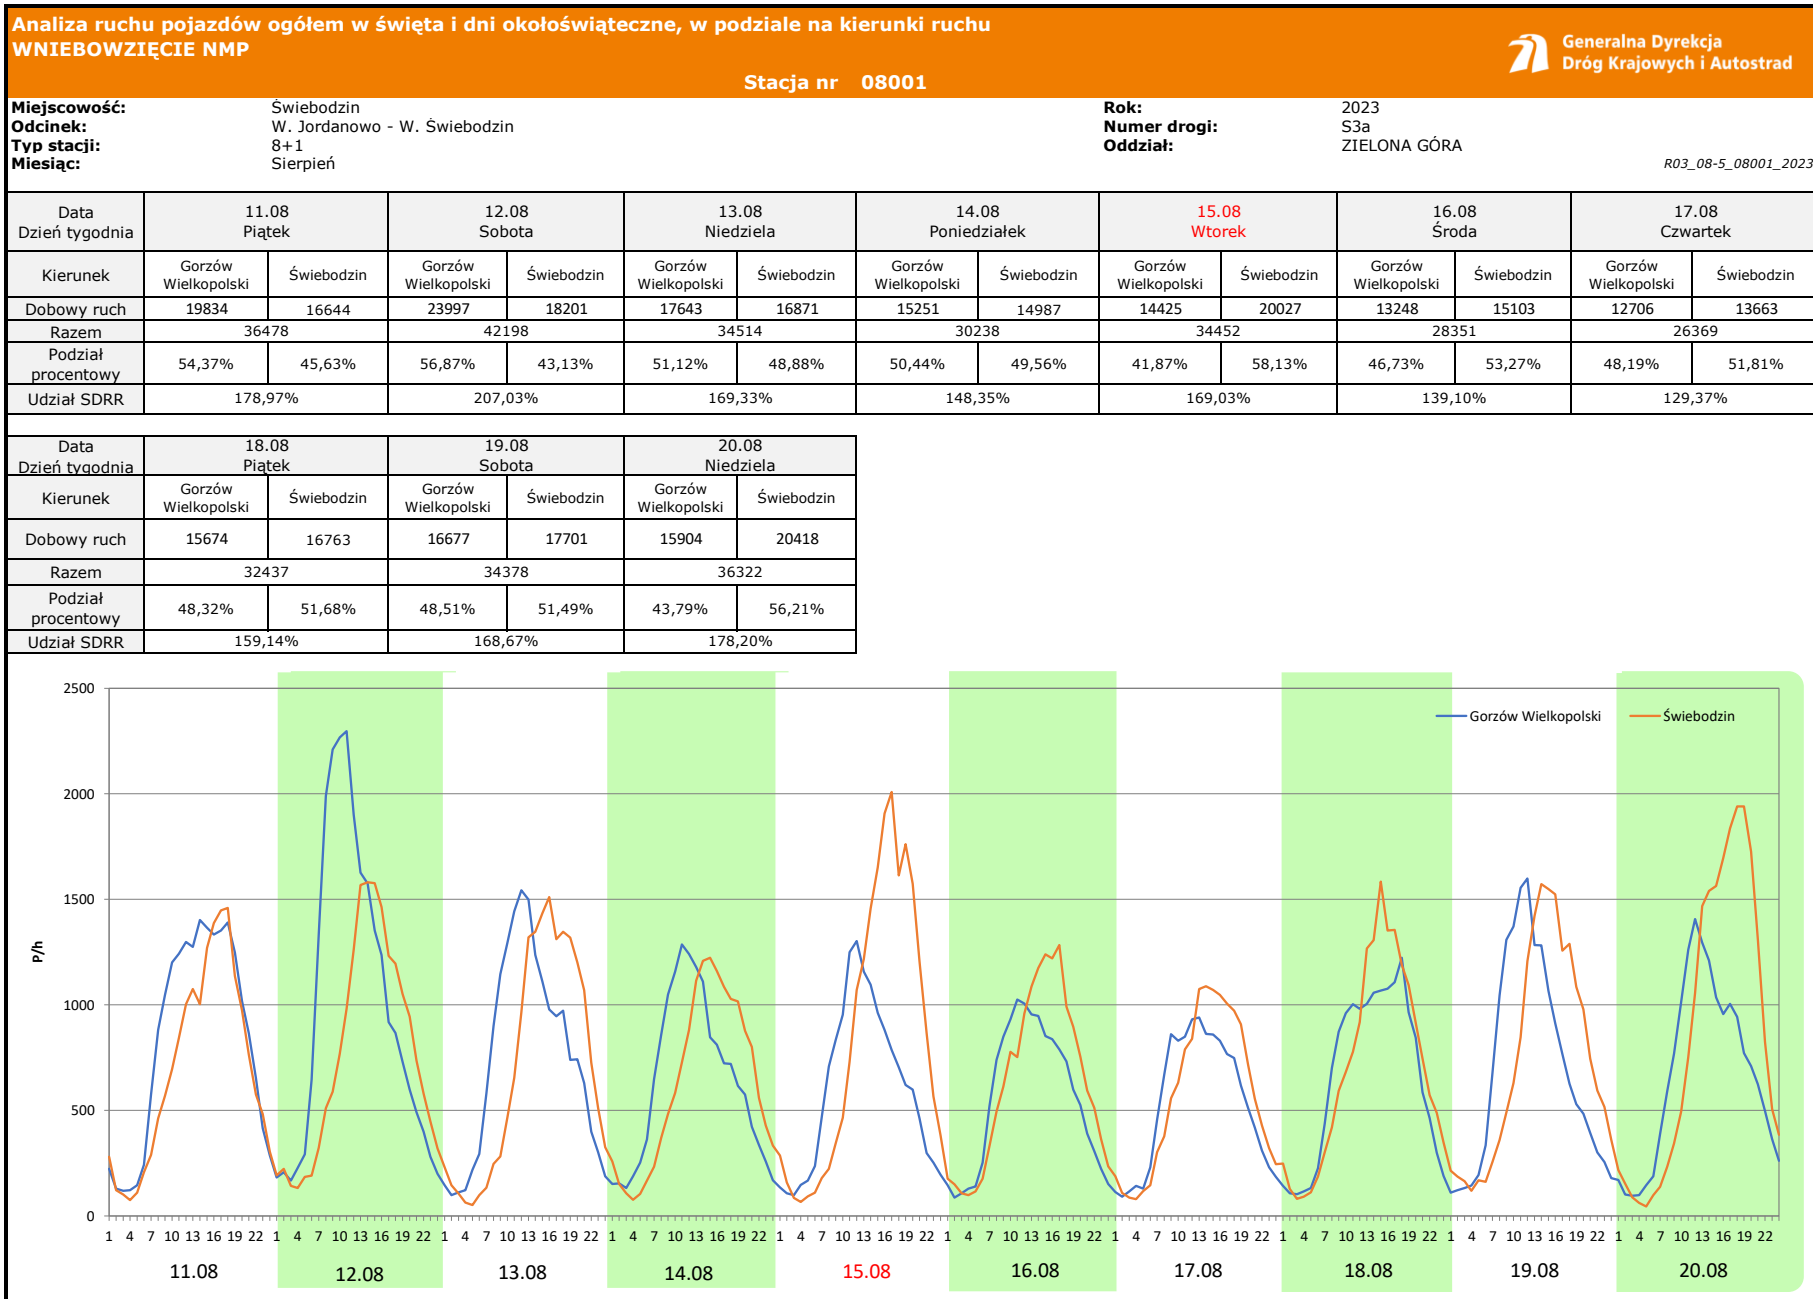 Analiza ruchu pojazdów ogółem w święta i dni okołoświąteczne, w podziale na kierunki ruchu
WNIEBOWZIĘCIE NMP
Generalna Dyrekcja
Dróg Krajowych i Autostrad
Stacja nr 08001
Miejscowość: Świebodzin Rok: 2023
Odcinek: W. Jordanowo - W. Świebodzin Numer drogi: S3a
Typ stacji: 8+1 Oddział: ZIELONA GÓRA
Miesiąc: Sierpień R03_08-5_08001_2023
Data 11.08 12.08 13.08 14.08 15.08 16.08 17.08
Dzień tygodnia Piątek Sobota Niedziela Poniedziałek Wtorek Środa Czwartek
Kierunek Gorzów Wielkopolski Świebodzin Gorzów Wielkopolski Świebodzin Gorzów Wielkopolski Świebodzin Gorzów Wielkopolski Świebodzin Gorzów Wielkopolski Świebodzin Gorzów Wielkopolski Świebodzin Gorzów Wielkopolski Świebodzin
Dobowy ruch 19834 16644 23997 18201 17643 16871 15251 14987 14425 20027 13248 15103 12706 13663
Razem 36478 42198 34514 30238 34452 28351 26369
Podział procentowy 54,37% 45,63% 56,87% 43,13% 51,12% 48,88% 50,44% 49,56% 41,87% 58,13% 46,73% 53,27% 48,19% 51,81%
Udział SDRR 178,97% 207,03% 169,33% 148,35% 169,03% 139,10% 129,37%
Data 18.08 19.08 20.08
Dzień tygodnia Piątek Sobota Niedziela
Kierunek Gorzów Wielkopolski Świebodzin Gorzów Wielkopolski Świebodzin Gorzów Wielkopolski Świebodzin
Dobowy ruch 15674 16763 16677 17701 15904 20418
Razem 32437 34378 36322
Podział procentowy 48,32% 51,68% 48,51% 51,49% 43,79% 56,21%
Udział SDRR 159,14% 168,67% 178,20%
2500
Gorzów Wielkopolski Świebodzin
2000
1500
P/h
1000
500
0
1 4 7 10 13 16 19 22 1 4 7 10 13 16 19 22 1 4 7 10 13 16 19 22 1 4 7 10 13 16 19 22 1 4 7 10 13 16 19 22 1 4 7 10 13 16 19 22 1 4 7 10 13 16 19 22 1 4 7 10 13 16 19 22 1 4 7 10 13 16 19 22 1 4 7 10 13 16 19 22
11.08 12.08 13.08 14.08 15.08 16.08 17.08 18.08 19.08 20.08